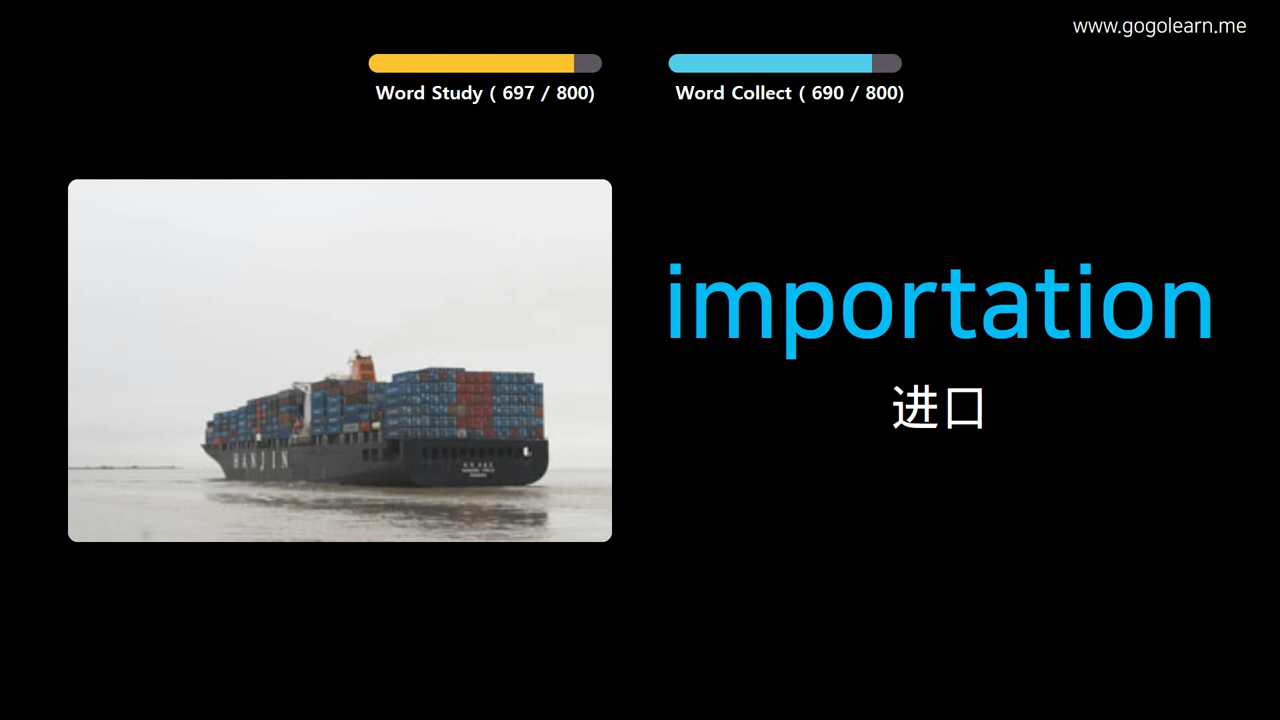 www.gogolearn.me
Word Study ( 697 / 800)
Word Collect ( 690 / 800)
importation
进口
HANJIN